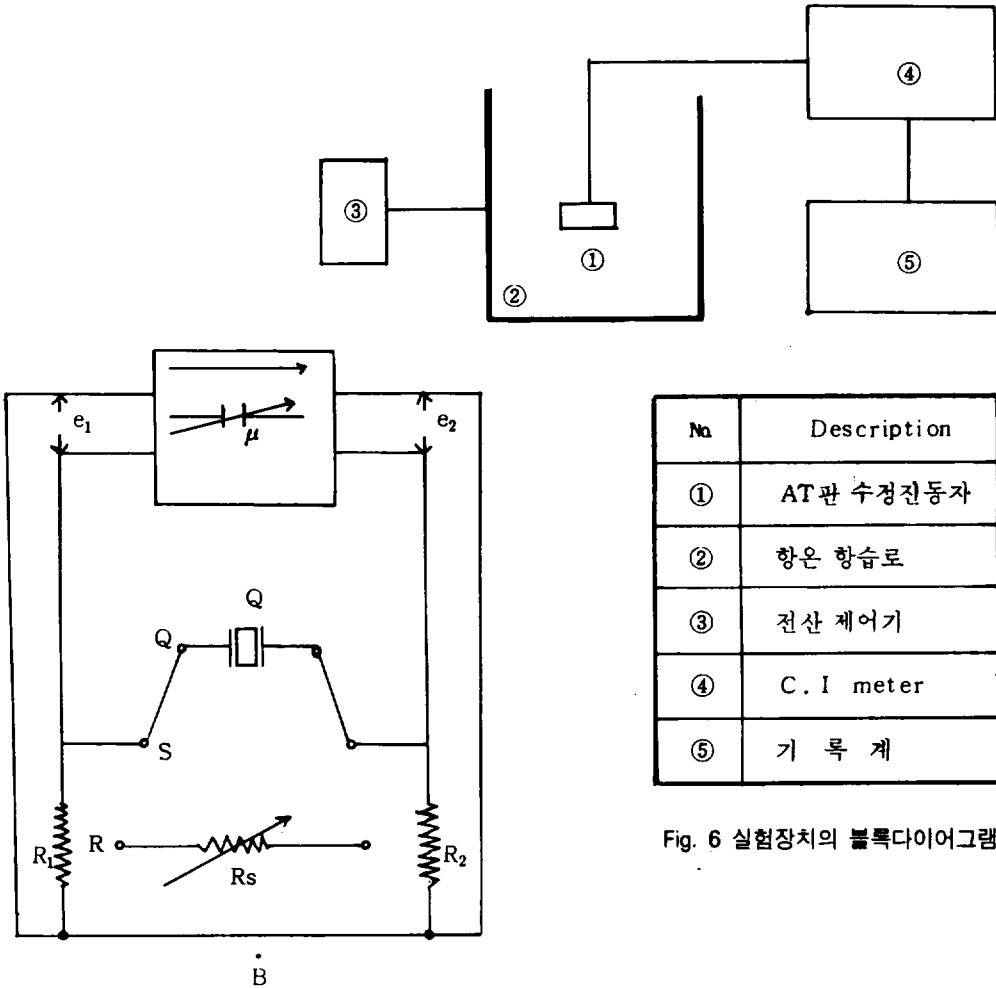 ④
③
①
⑤
②
e₁
e₂
μ
Q
Q
S
R₁
R
Rs
R₂
B
No. Description
① AT판 수정진동자
② 항온 항습로
③ 전산 제어기
④ C.I meter
⑤ 기 록 계
Fig. 6 실험장치의 블록다이어그램